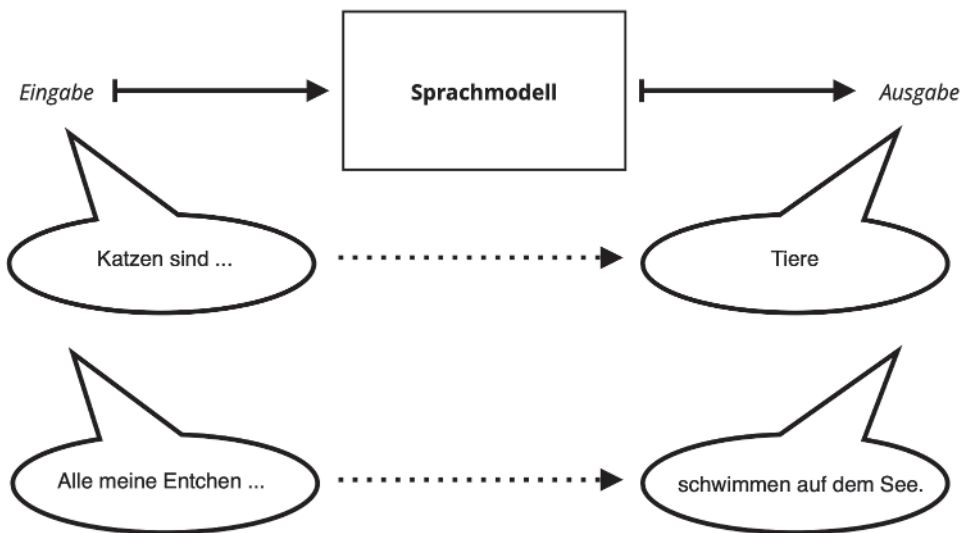 Eingabe
Sprachmodell
Ausgabe
Katzen sind ...
Tiere
Alle meine Entchen ...
schwimmen auf dem See.